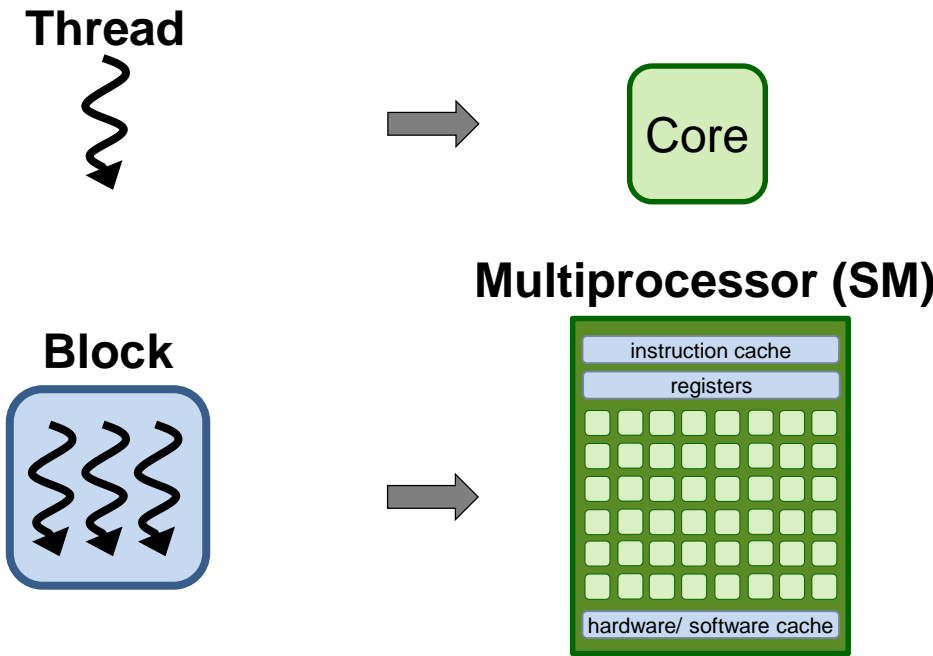 Thread
Core
Multiprocessor (SM)
Block
instruction cache
registers
hardware/ software cache